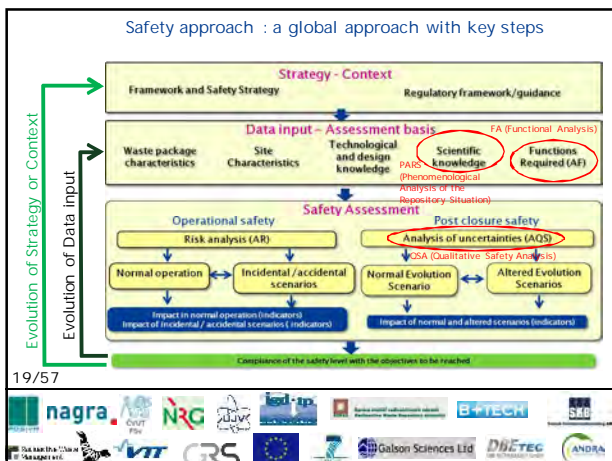 Safety approach : a global approach with key steps
Evolution of Strategy or Context
Evolution of Data input
Strategy - Context
Framework and Safety Strategy
Regulatory framework/guidance
Data input – Assessment basis
FA (Functional Analysis)
Waste package
characteristics
Site
Characteristics
Technological
and design
knowledge
Scientific
knowledge
Functions
Required (AF)
PARS
(Phenomenological
Analysis of the
Repository Situation)
Safety Assessment
Operational safety
Post closure safety
Risk analysis (AR)
Analysis of uncertainties (AQS)
QSA (Qualitative Safety Analysis)
Normal operation
Incidental /accidental
scenarios
Normal Evolution
Scenario
Altered Evolution
Scenarios
Impact in normal operation (indicators)
Impact of incidental / accidental scenarios ( indicators)
Impact of normal and altered scenarios (indicators)
Compliance of the safety level with the objectives to be reached
19/57
nagra
NRG
igd-tp
B+TECH
SKB
Management
VTT
GRS
Galson Sciences Ltd
DBETEC
ANDRA